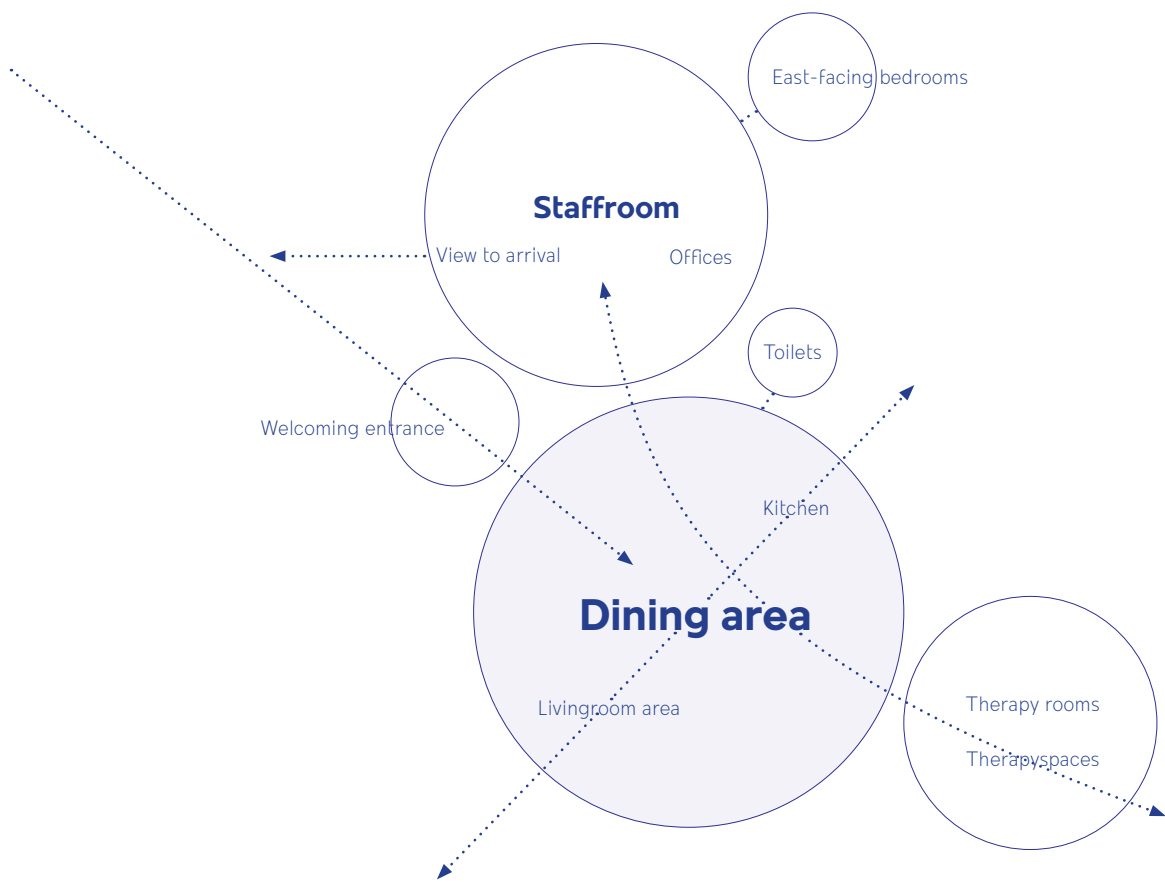 East-facing bedrooms
Staffroom
View to arrival
Offices
Toilets
Welcoming entrance
Kitchen
Dining area
Livingroom area
Therapy rooms
Therapyspaces